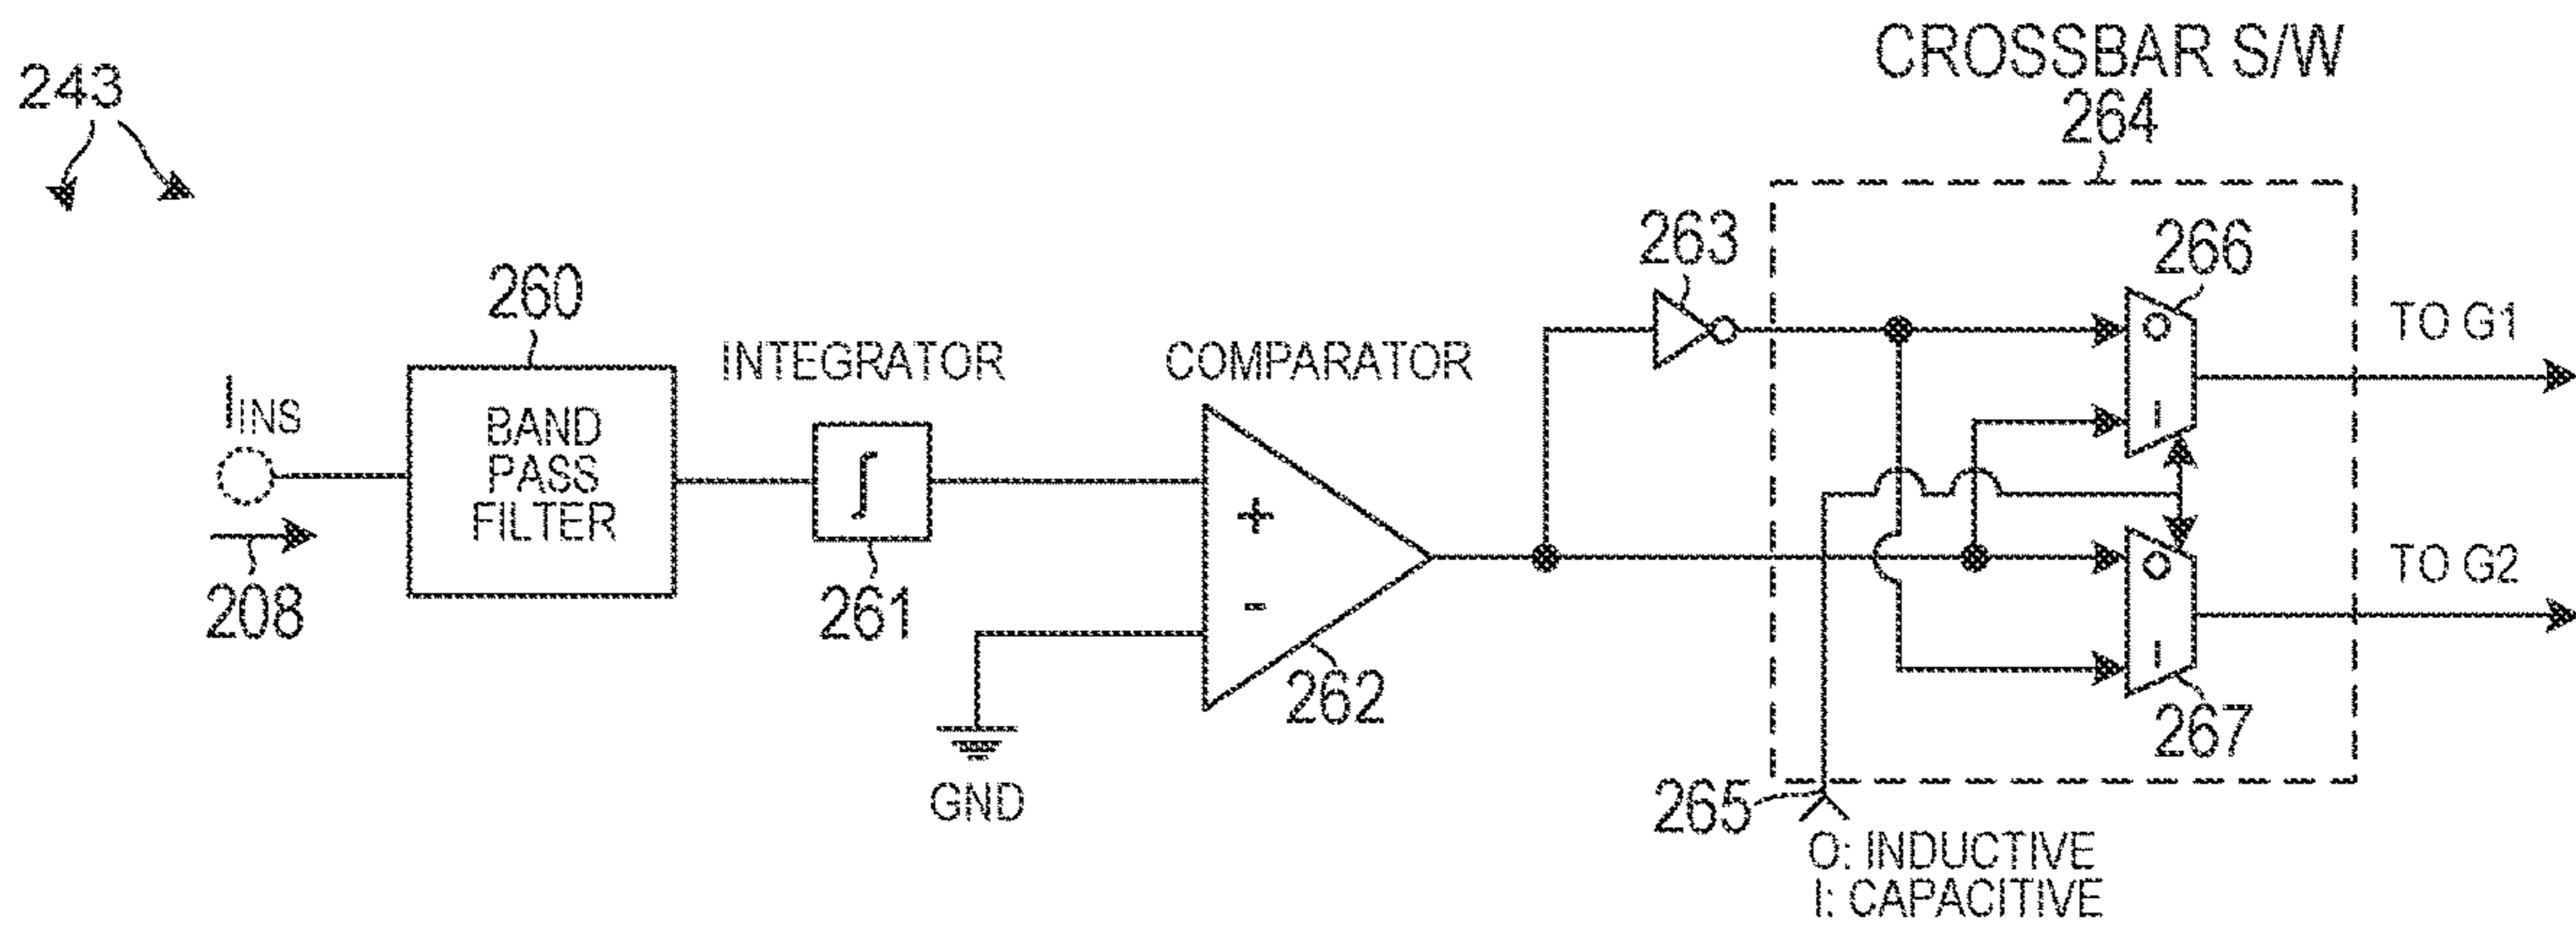 CROSSBAR S/W
264
243
263
266
260
TO G1
INTEGRATOR
COMPARATOR
IINS
BAND
PASS
FILTER
+
∫
O
I
208
261
-
262
TO G2
O
I
267
GND
265
O: INDUCTIVE
I: CAPACITIVE